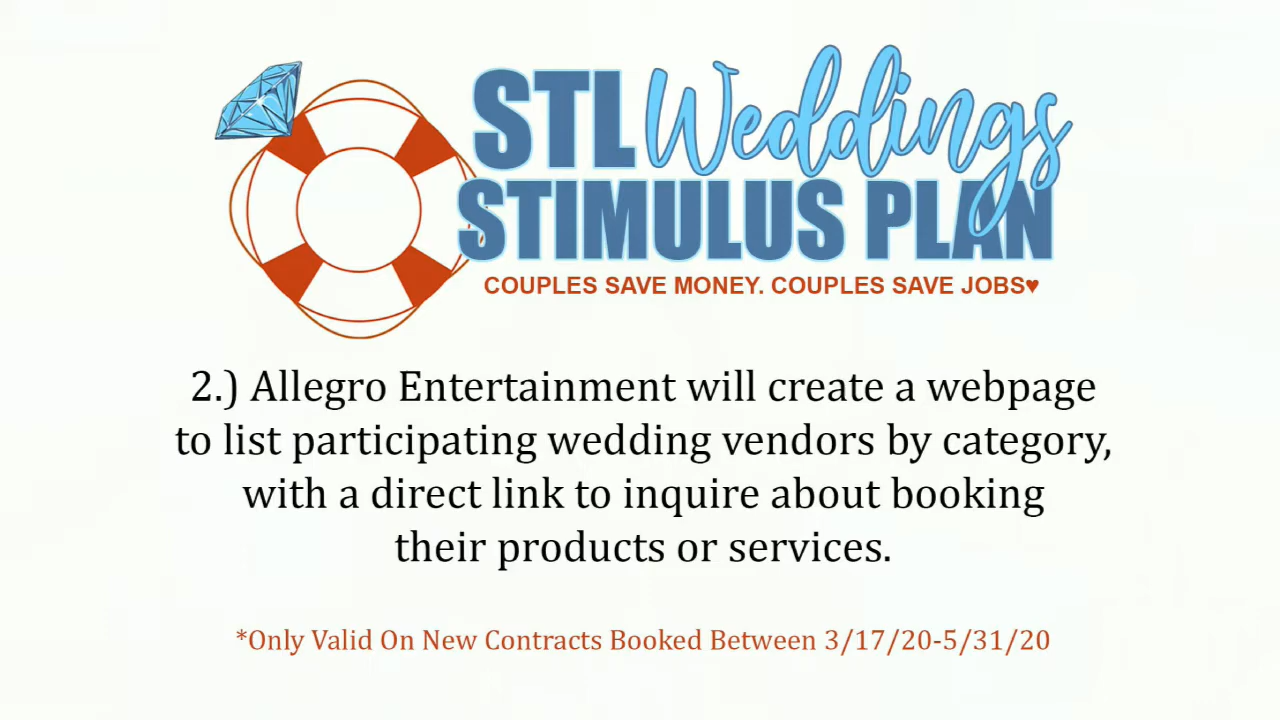 STL Weddings
STIMULUS PLAN
COUPLES SAVE MONEY. COUPLES SAVE JOBS♥
2.) Allegro Entertainment will create a webpage
to list participating wedding vendors by category,
with a direct link to inquire about booking
their products or services.
*Only Valid On New Contracts Booked Between 3/17/20-5/31/20